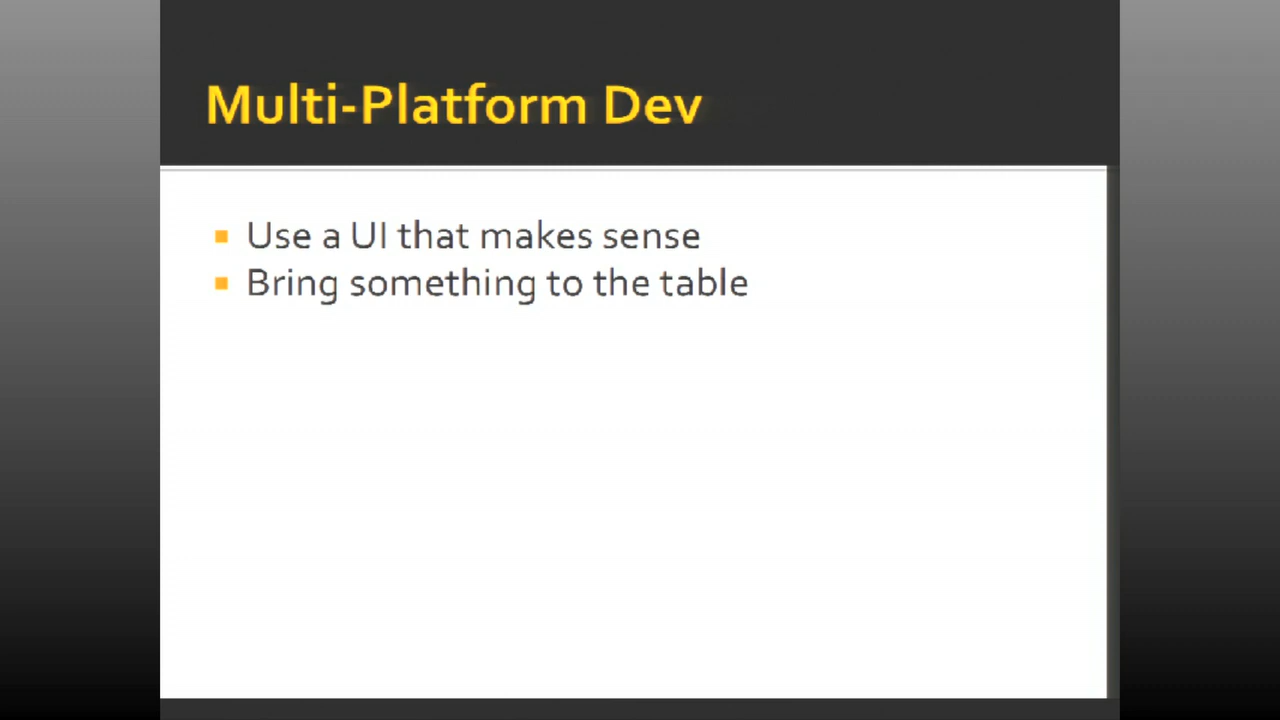 Multi-Platform Dev
Use a UI that makes sense
Bring something to the table